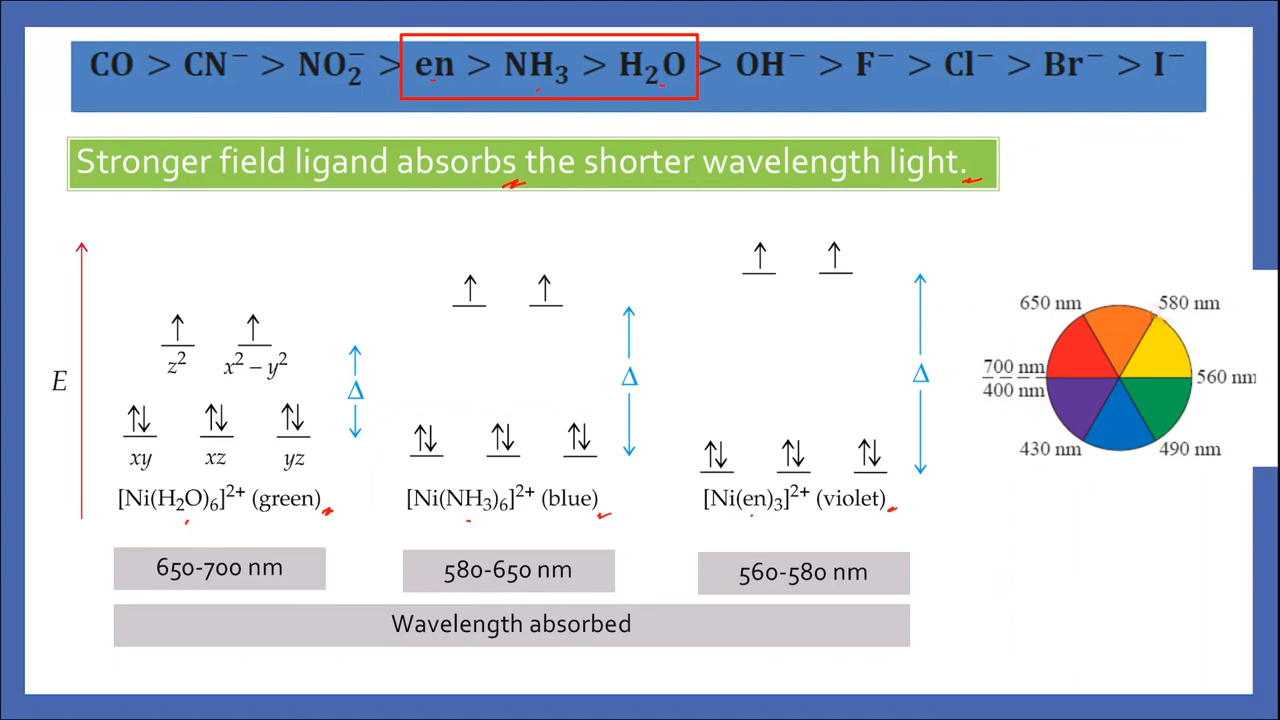 CO > CN⁻ > NO₂⁻ > en > NH₃ > H₂O > OH⁻ > F⁻ > Cl⁻ > Br⁻ > I⁻
Stronger field ligand absorbs the shorter wavelength light.
E
z² x² – y²
xy xz yz
Δ
Δ
Δ
[Ni(H₂O)₆]²⁺ (green)
[Ni(NH₃)₆]²⁺ (blue)
[Ni(en)₃]²⁺ (violet)
650 nm 580 nm
700 nm
400 nm
560 nm
430 nm 490 nm
650-700 nm
580-650 nm
560-580 nm
Wavelength absorbed